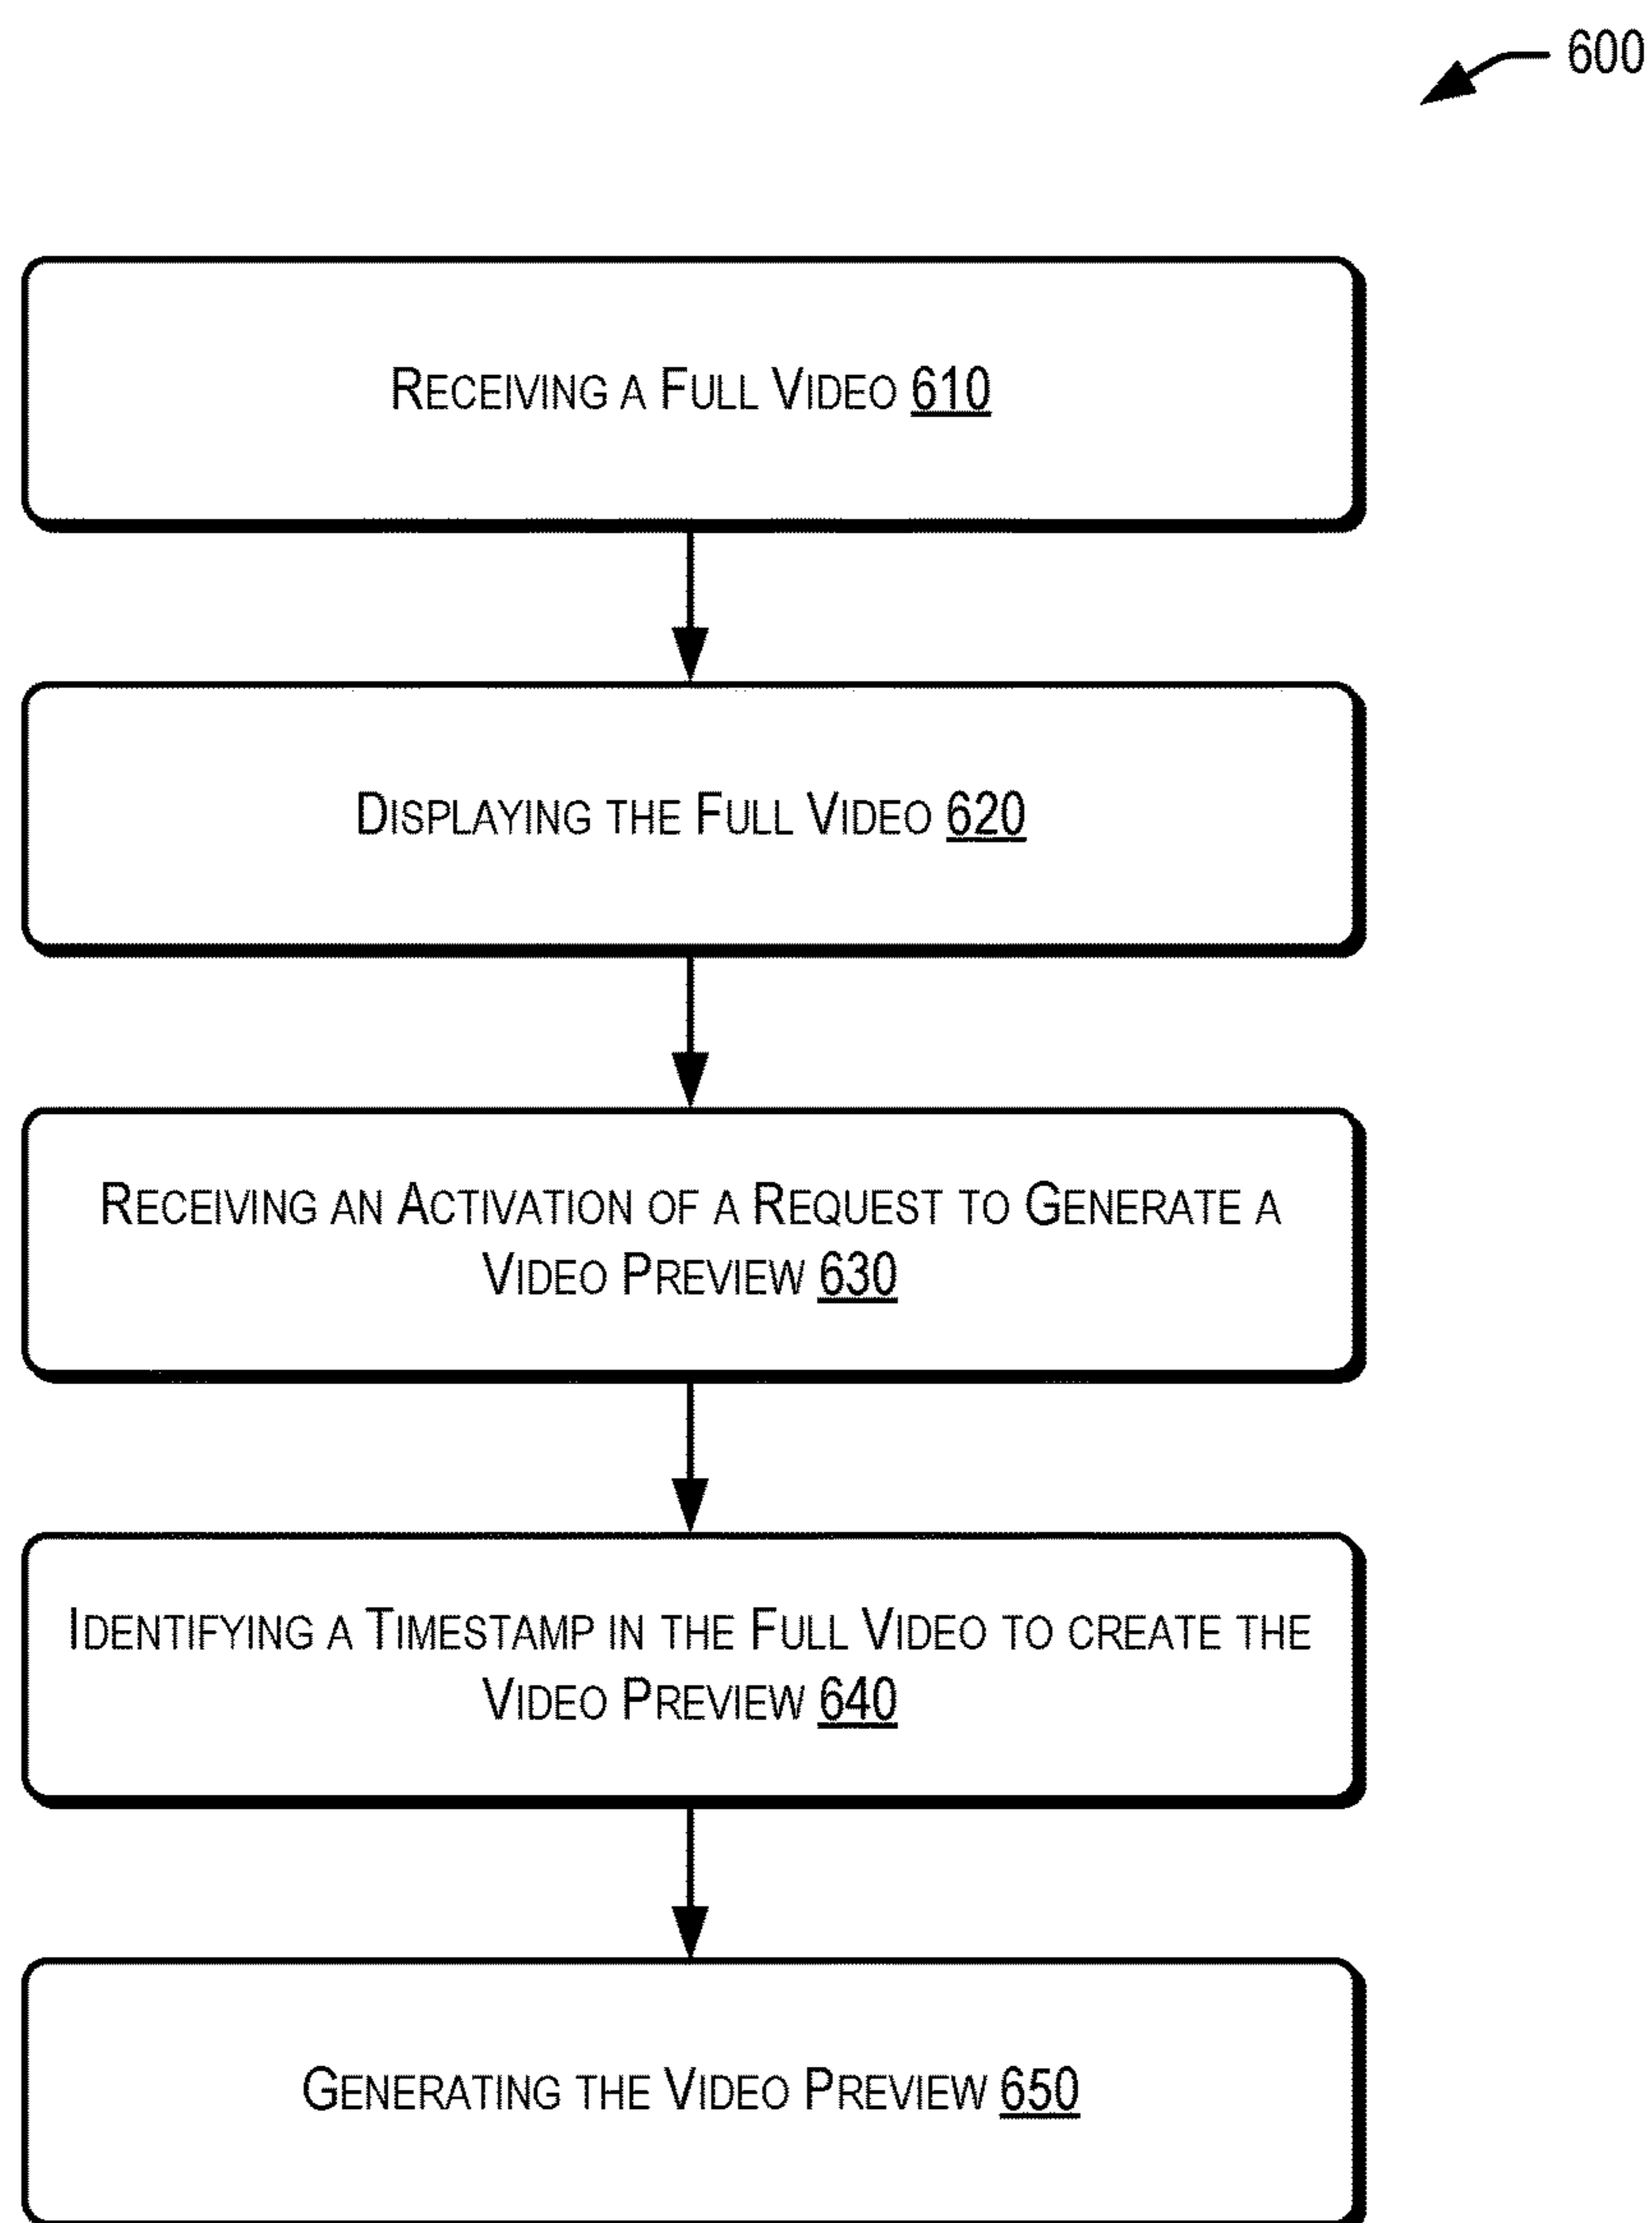 600
RECEIVING A FULL VIDEO 610
DISPLAYING THE FULL VIDEO 620
RECEIVING AN ACTIVATION OF A REQUEST TO GENERATE A
VIDEO PREVIEW 630
IDENTIFYING A TIMESTAMP IN THE FULL VIDEO TO CREATE THE
VIDEO PREVIEW 640
GENERATING THE VIDEO PREVIEW 650